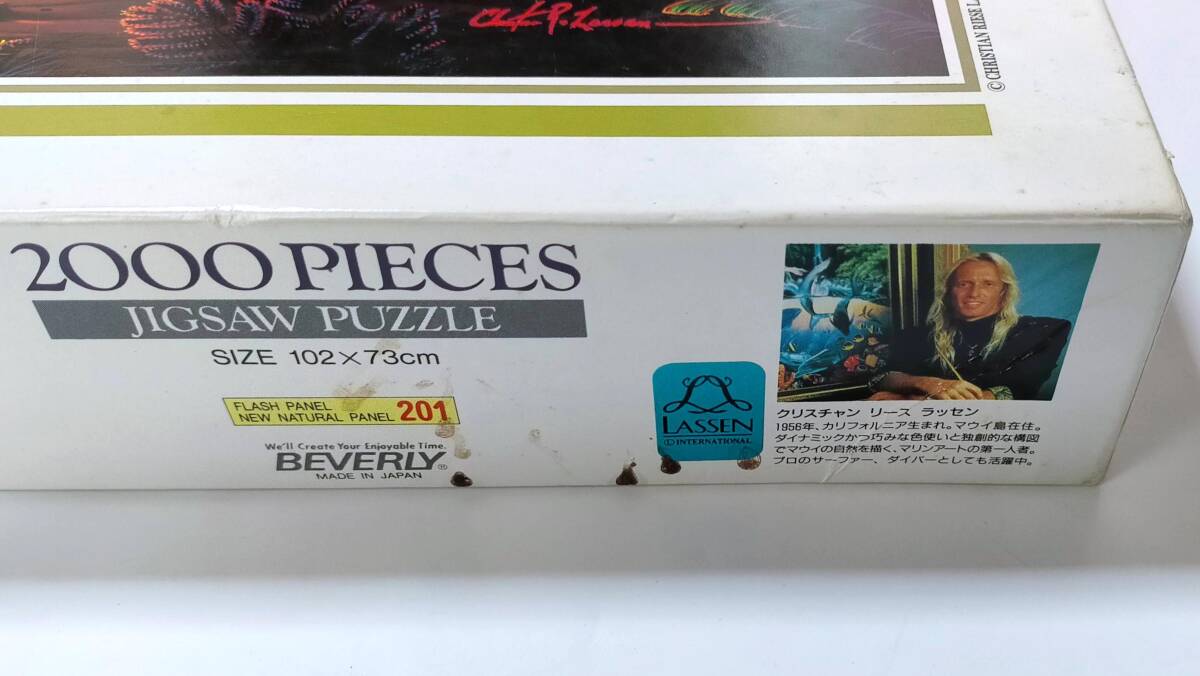 Christian R. Lassen
© CHRISTIAN RIESE L
2000 PIECES
JIGSAW PUZZLE
SIZE 102×73cm
FLASH PANEL
NEW NATURAL PANEL 201
We'll Create Your Enjoyable Time.
BEVERLY®
MADE IN JAPAN
LASSEN
© INTERNATIONAL
クリスチャン リース ラッセン
1956年、カリフォルニア生まれ。マウイ島在住。
ダイナミックかつ巧みな色使いと独創的な構図
でマウイの自然を描く、マリンアートの第一人者。
プロのサーファー、ダイバーとしても活躍中。